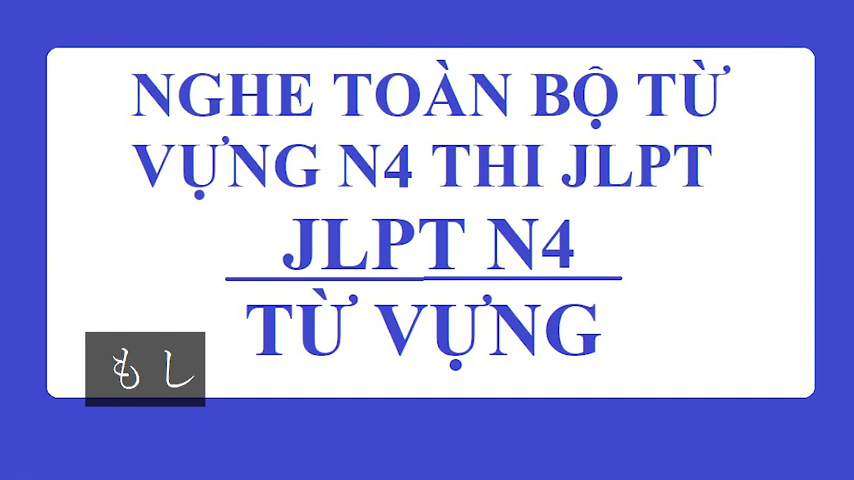 NGHE TOÀN BỘ TỪ
VỰNG N4 THI JLPT
JLPT N4
TỪ VỰNG
もし